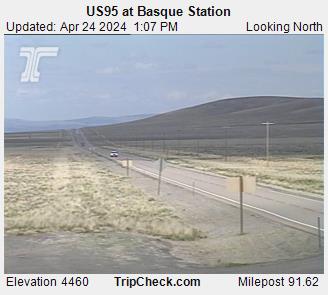 US95 at Basque Station
Updated: Apr 24 2024 1:07 PM Looking North
Elevation 4460 TripCheck.com Milepost 91.62